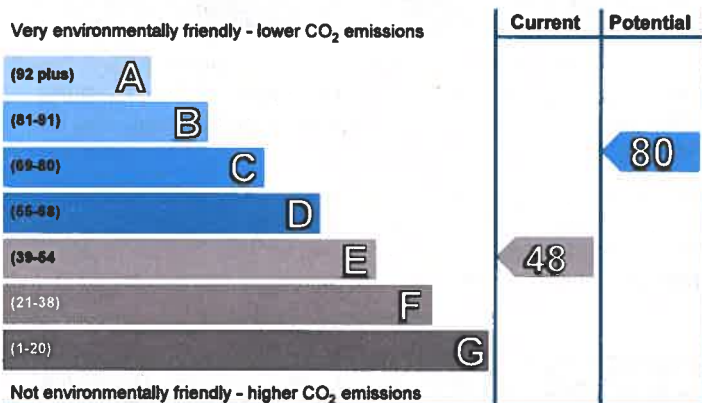 Current Potential
Very environmentally friendly - lower CO₂ emissions
(92 plus) A
(81-91) B
(69-80) C
80
(55-68) D
(39-54 E
48
(21-38) F
(1-20) G
Not environmentally friendly - higher CO₂ emissions